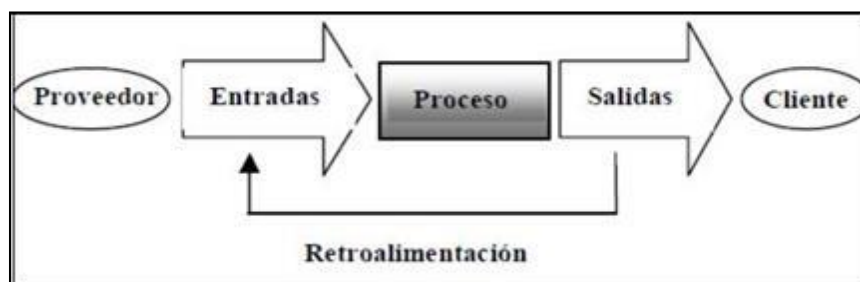 Proveedor
Entradas
Proceso
Salidas
Cliente
Retroalimentación